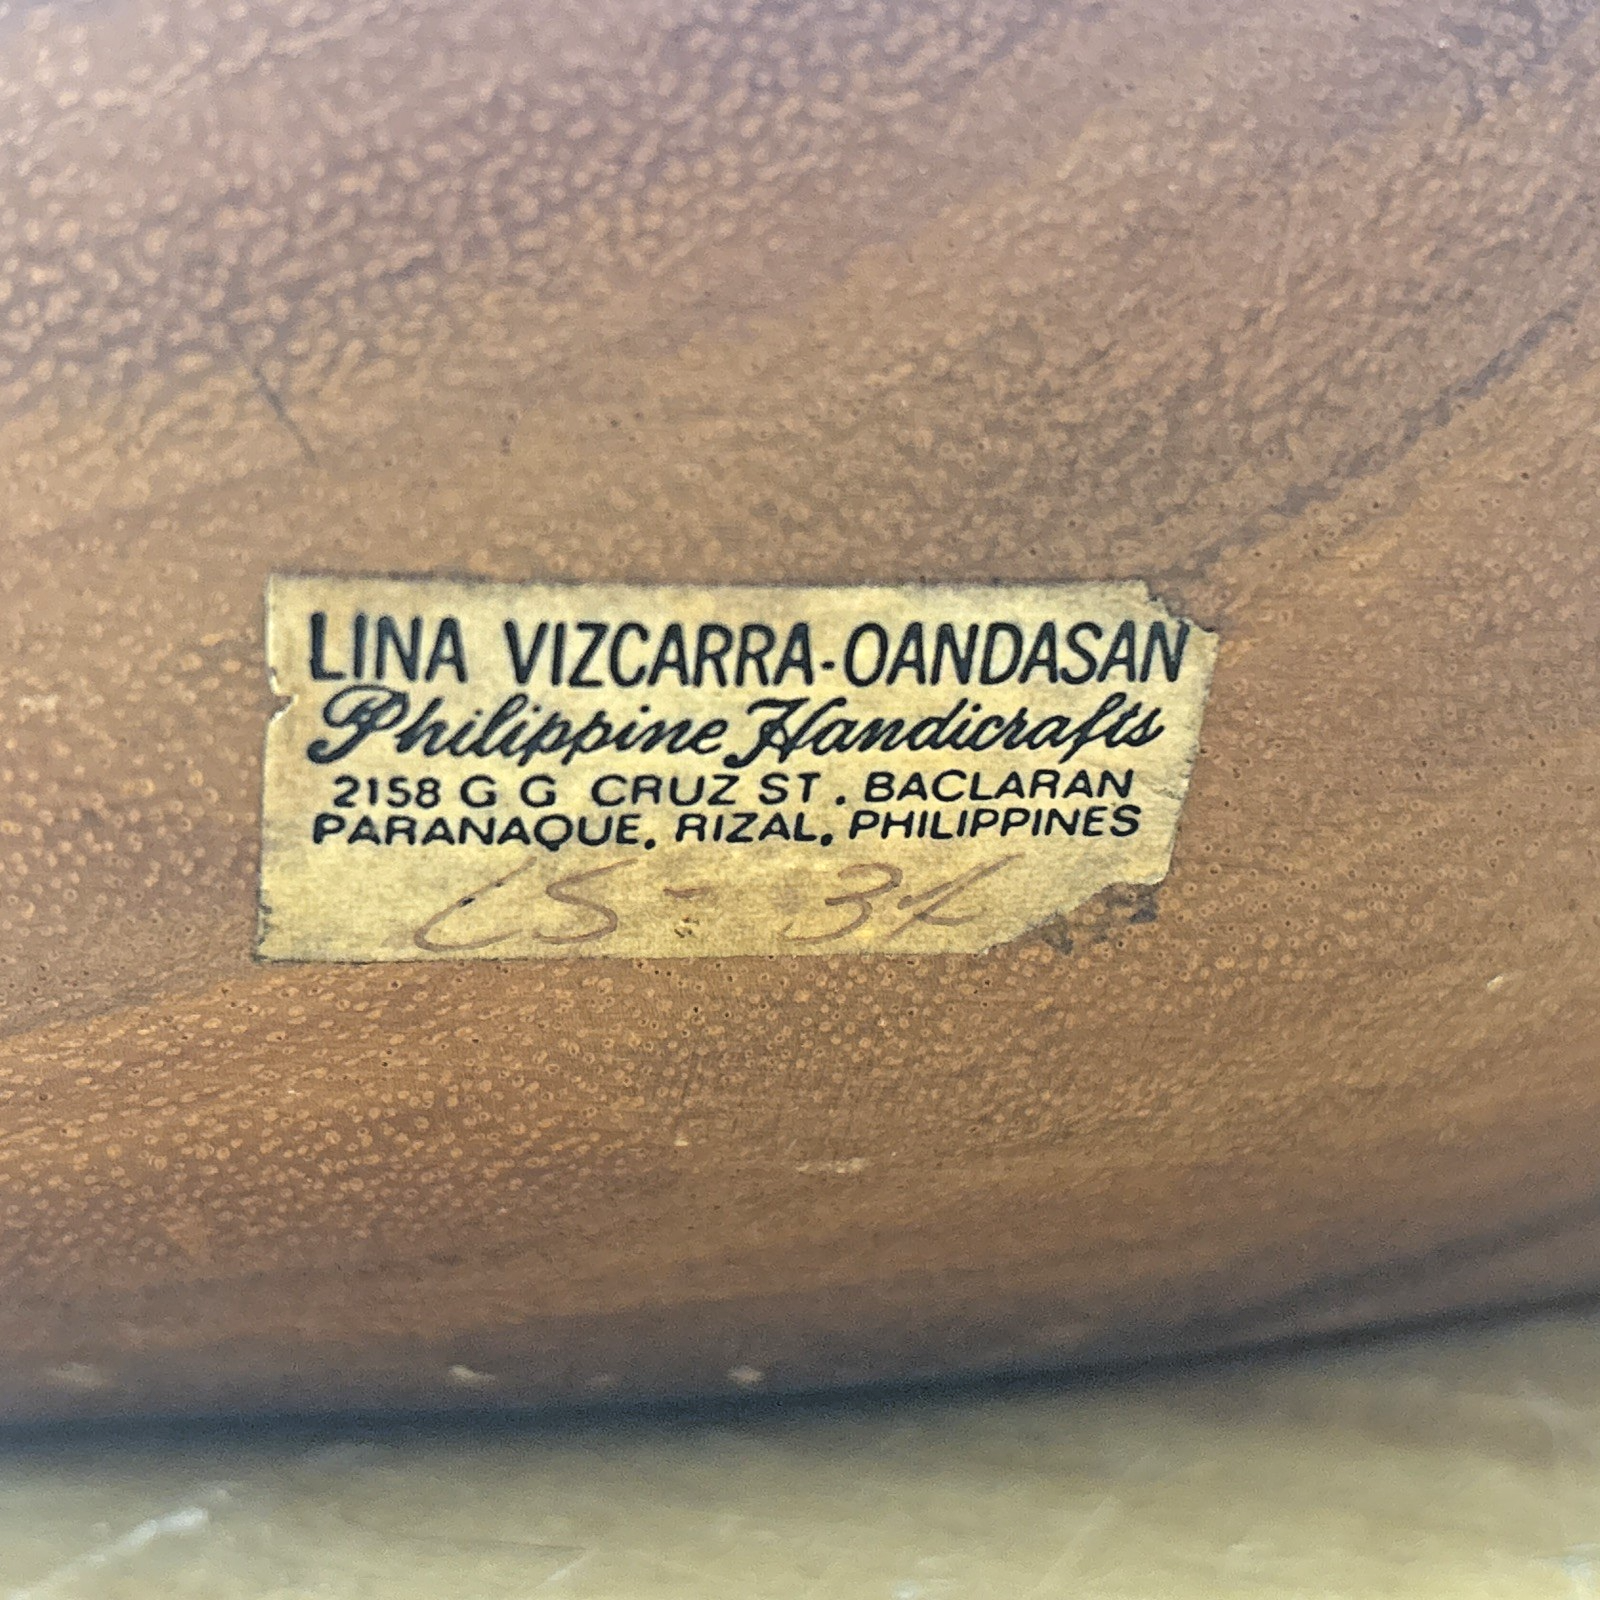 LINA VIZCARRA-OANDASAN
Philippine Handicrafts
2158 G G CRUZ ST. BACLARAN
PARANAQUE, RIZAL, PHILIPPINES